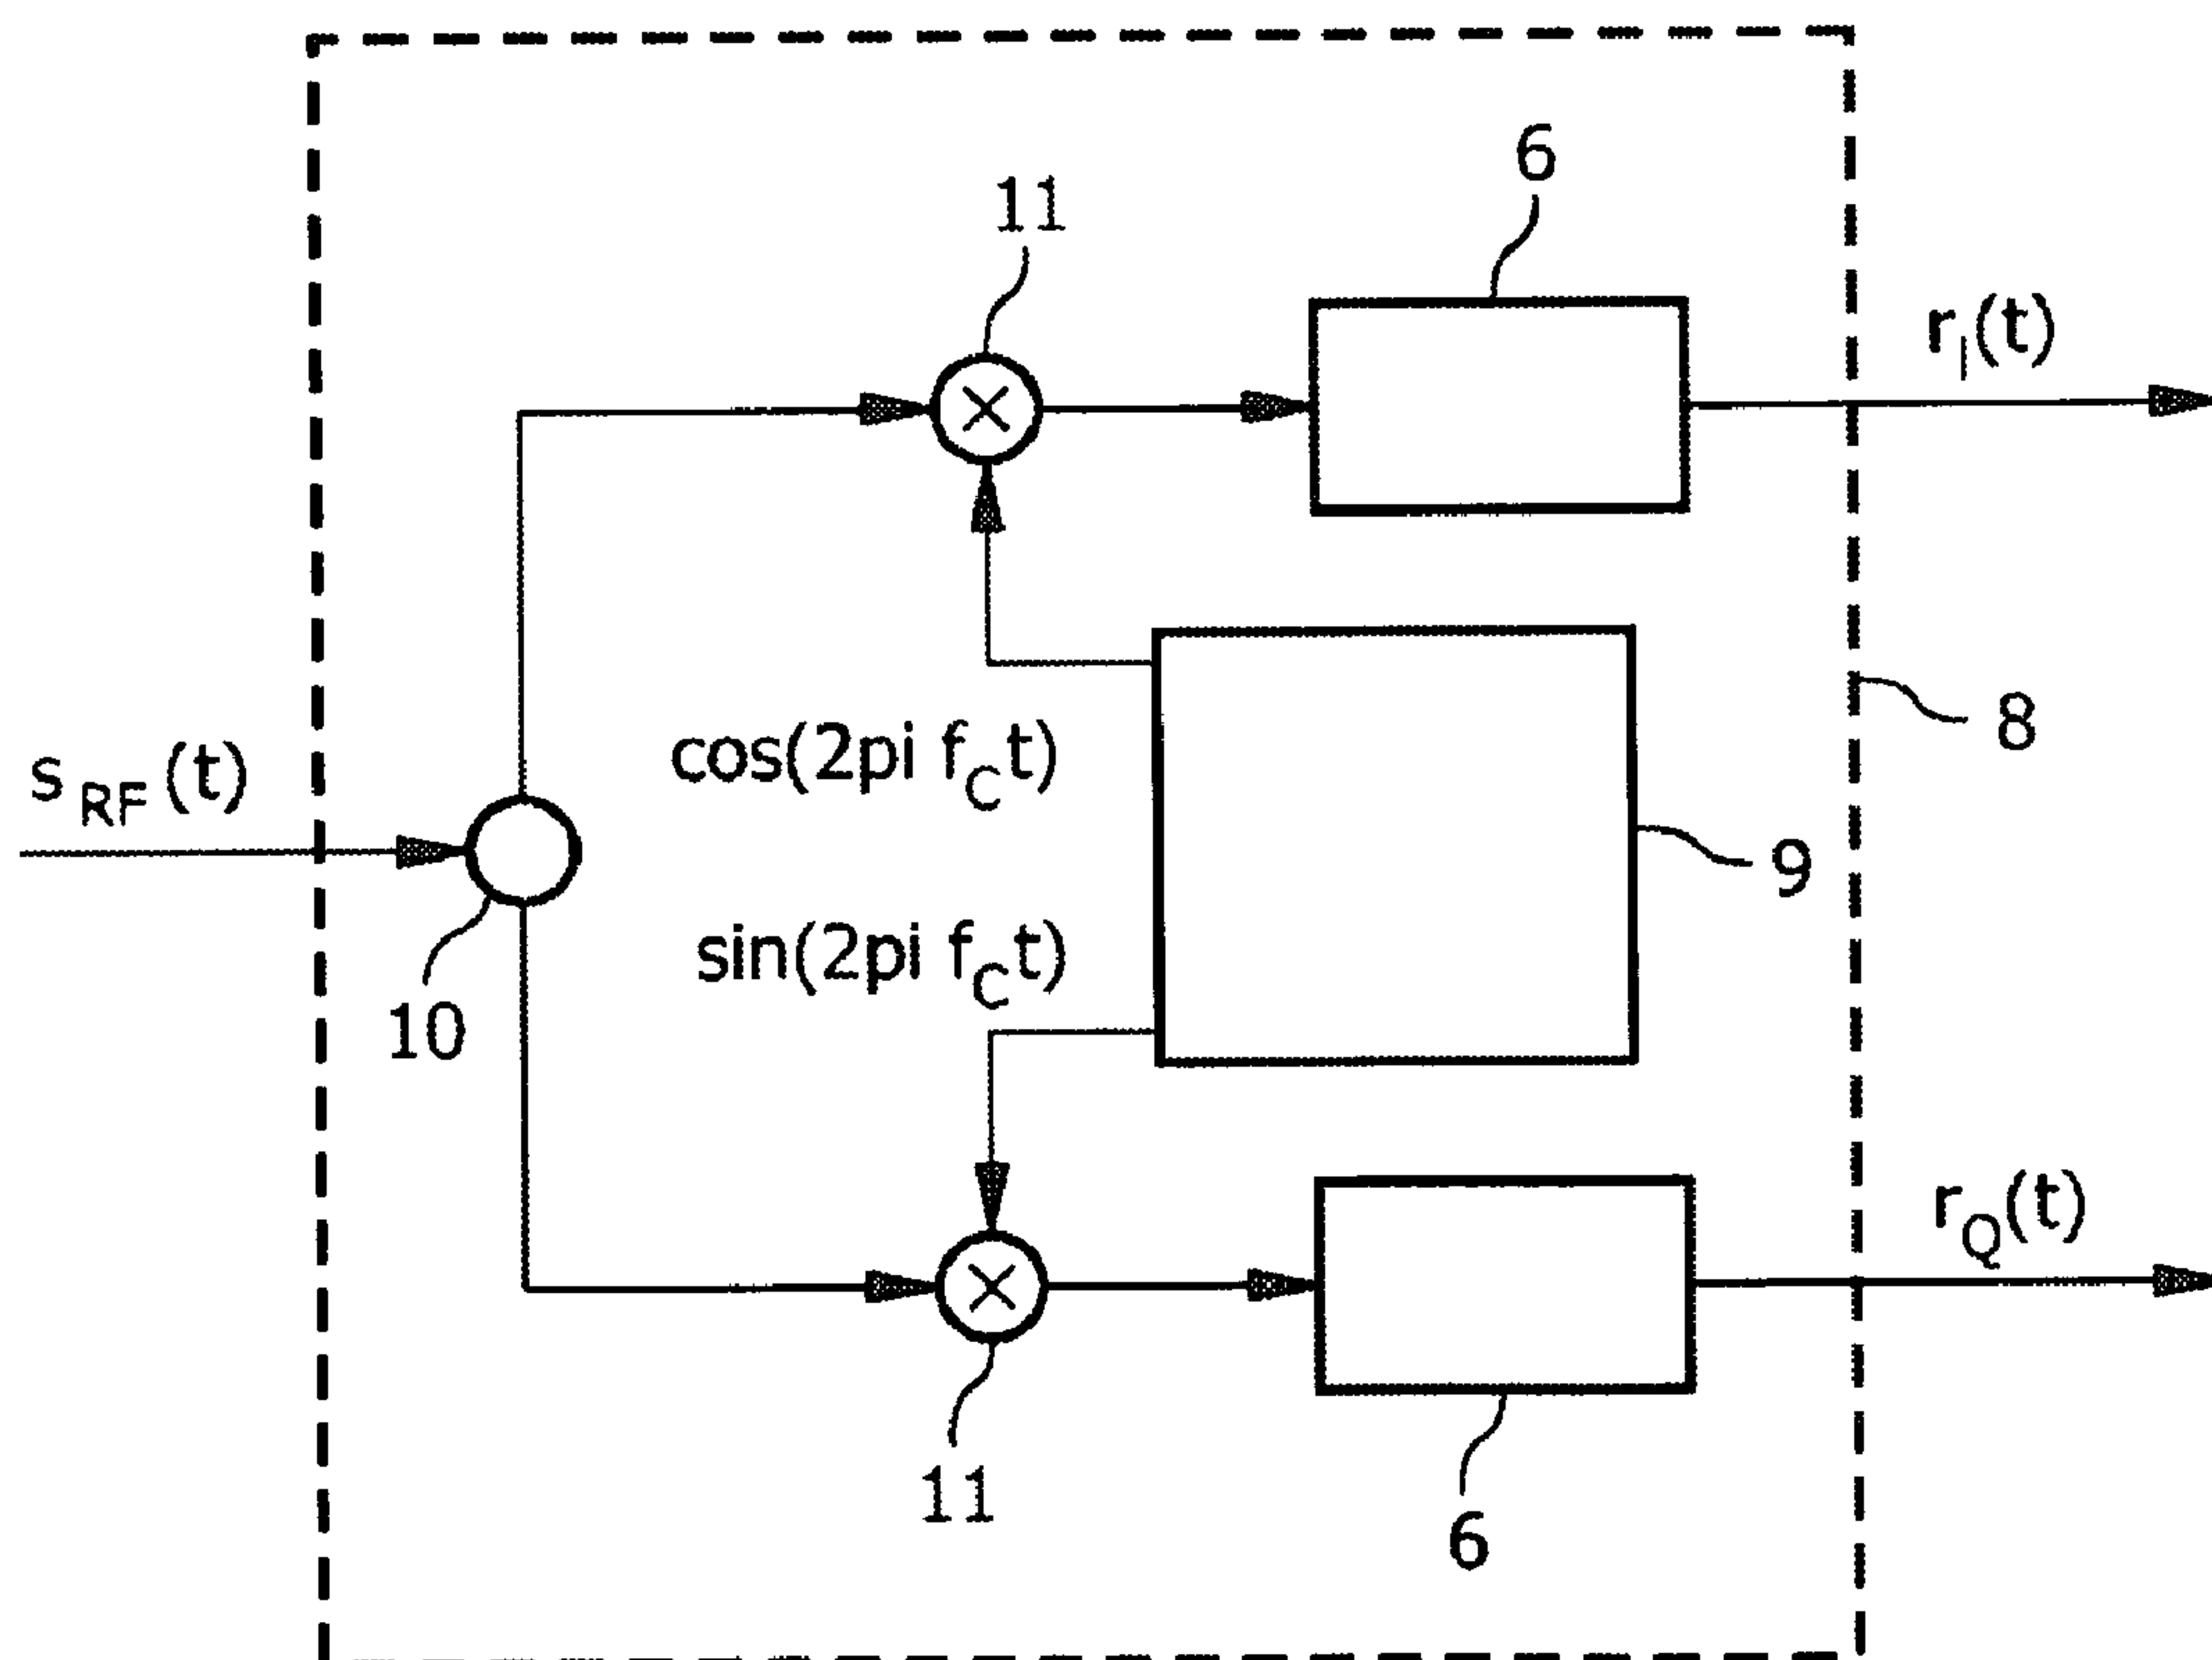 6
11
r_I(t)
8
cos(2pi f_C t)
s_RF (t)
9
sin(2pi f_C t)
10
r_Q(t)
11
6